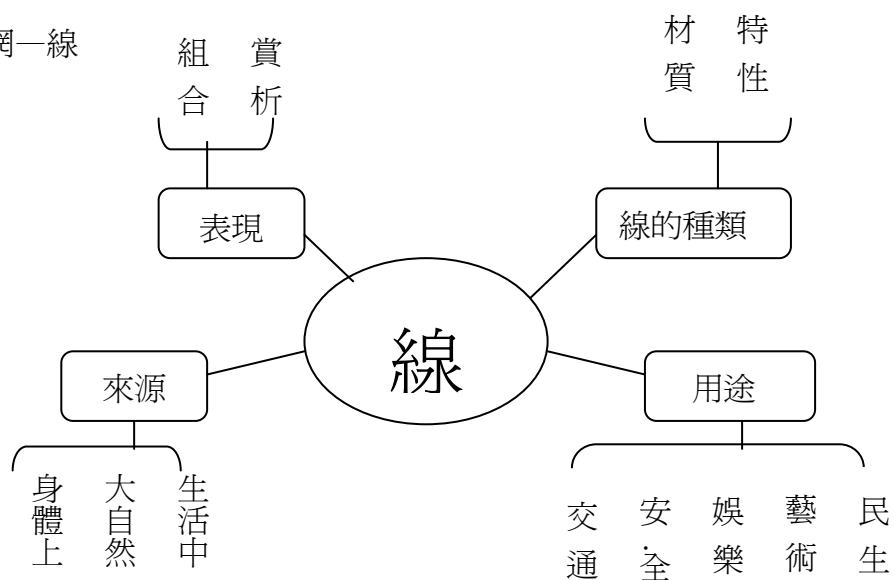 網—線
組合
賞析
材質
特性
表現
線的種類
線
來源
用途
身體上
大自然
生活中
交通
安全
娛樂
藝術
民生